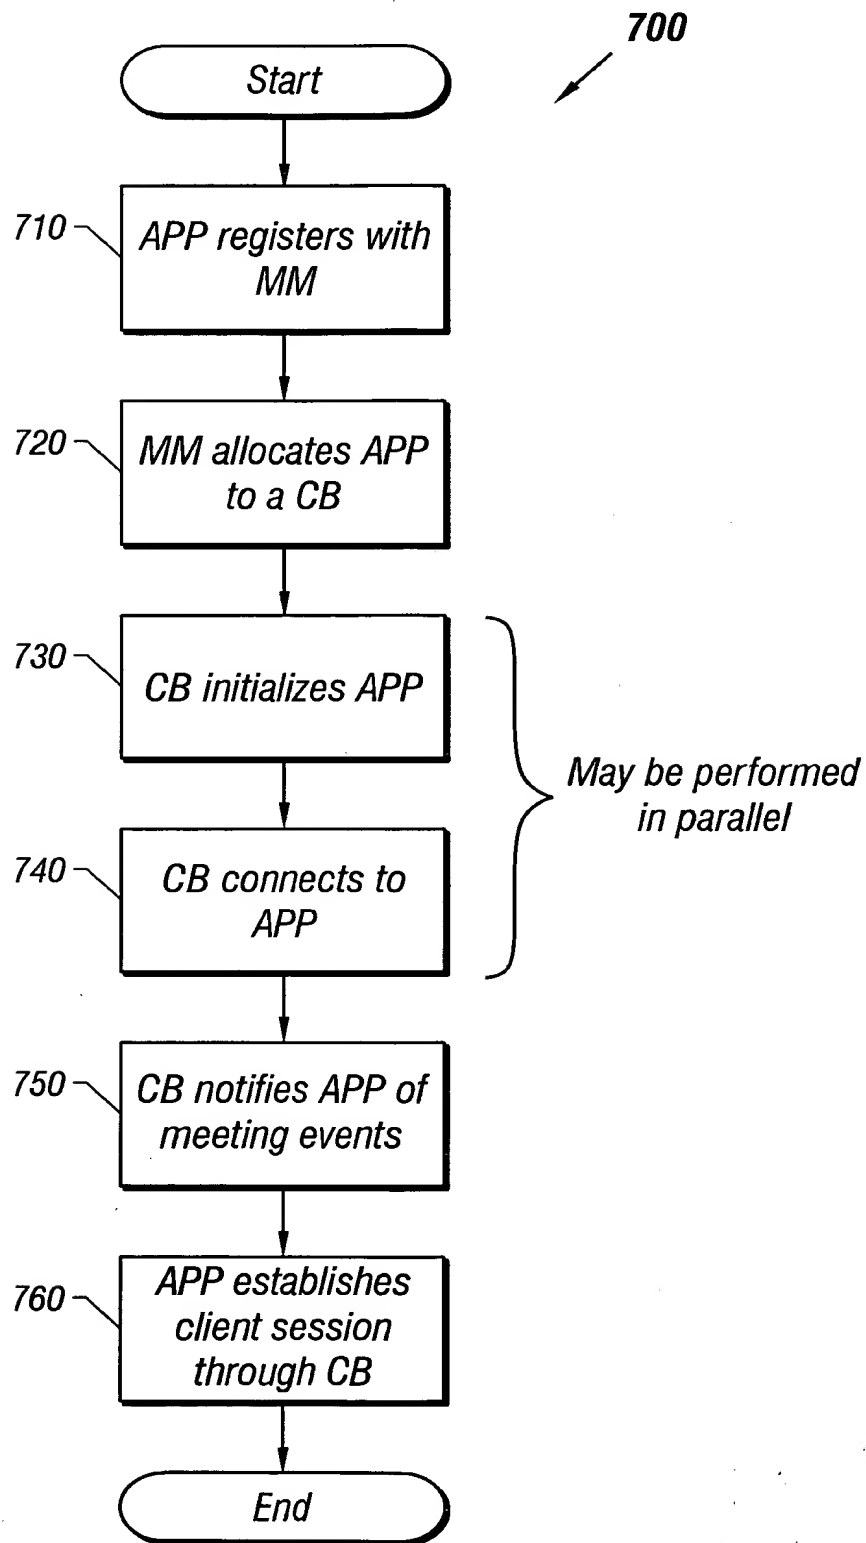 700
Start
710
APP registers with
MM
720
MM allocates APP
to a CB
730
CB initializes APP
May be performed
in parallel
740
CB connects to
APP
750
CB notifies APP of
meeting events
760
APP establishes
client session
through CB
End